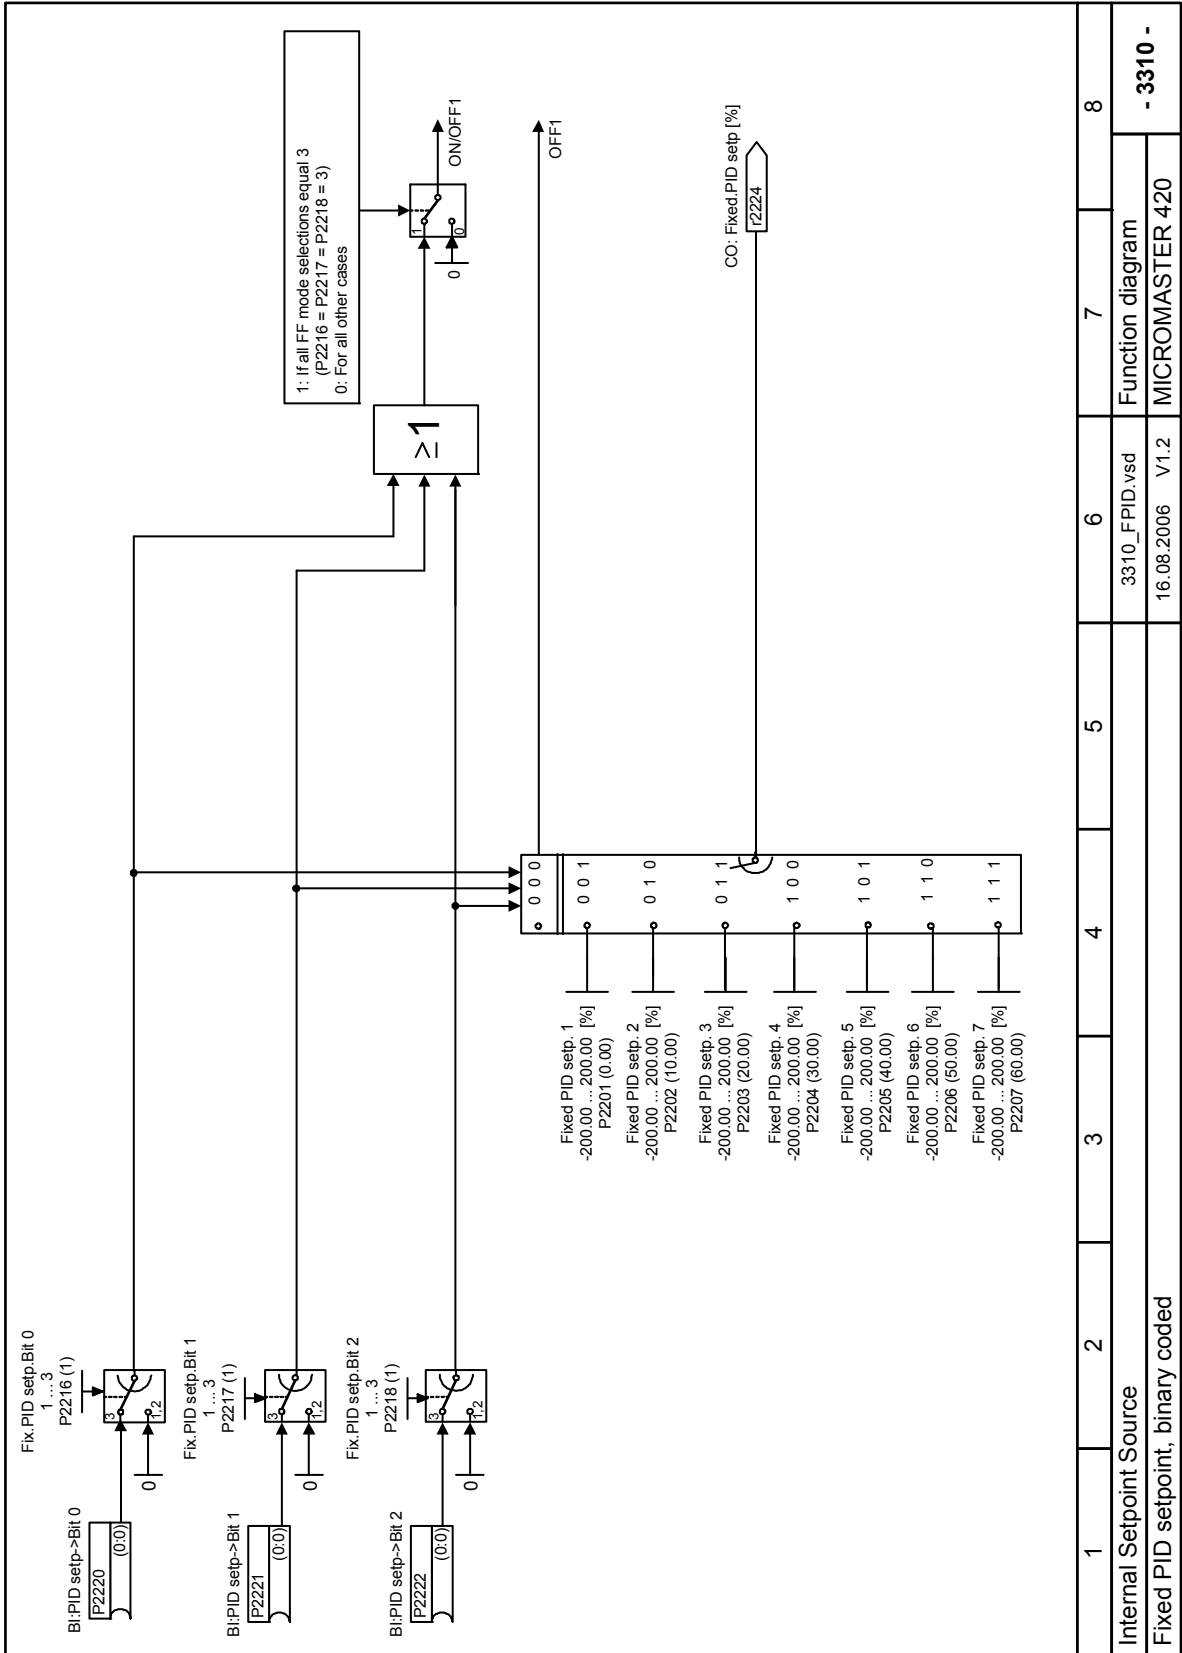 BI:PID setp->Bit 0
P2220
(0:0)
0
Fix.PID setp.Bit 0
1 ... 3
P2216 (1)
3
1,2
BI:PID setp->Bit 1
P2221
(0:0)
0
Fix.PID setp.Bit 1
1 ... 3
P2217 (1)
3
1,2
BI:PID setp->Bit 2
P2222
(0:0)
0
Fix.PID setp.Bit 2
1 ... 3
P2218 (1)
3
1,2
1: If all FF mode selections equal 3
(P2216 = P2217 = P2218 = 3)
0: For all other cases
≥1
1
0
0
ON/OFF1
OFF1
0 0 0
Fixed PID setp. 1
-200.00 ... 200.00 [%]
P2201 (0.00)
0 0 1
Fixed PID setp. 2
-200.00 ... 200.00 [%]
P2202 (10.00)
0 1 0
Fixed PID setp. 3
-200.00 ... 200.00 [%]
P2203 (20.00)
0 1 1
Fixed PID setp. 4
-200.00 ... 200.00 [%]
P2204 (30.00)
1 0 0
Fixed PID setp. 5
-200.00 ... 200.00 [%]
P2205 (40.00)
1 0 1
Fixed PID setp. 6
-200.00 ... 200.00 [%]
P2206 (50.00)
1 1 0
Fixed PID setp. 7
-200.00 ... 200.00 [%]
P2207 (60.00)
1 1 1
CO: Fixed.PID setp [%]
r2224
1 2 3 4 5 6 7 8
Internal Setpoint Source 3310_FPID.vsd Function diagram
- 3310 -
Fixed PID setpoint, binary coded 16.08.2006 V1.2 MICROMASTER 420